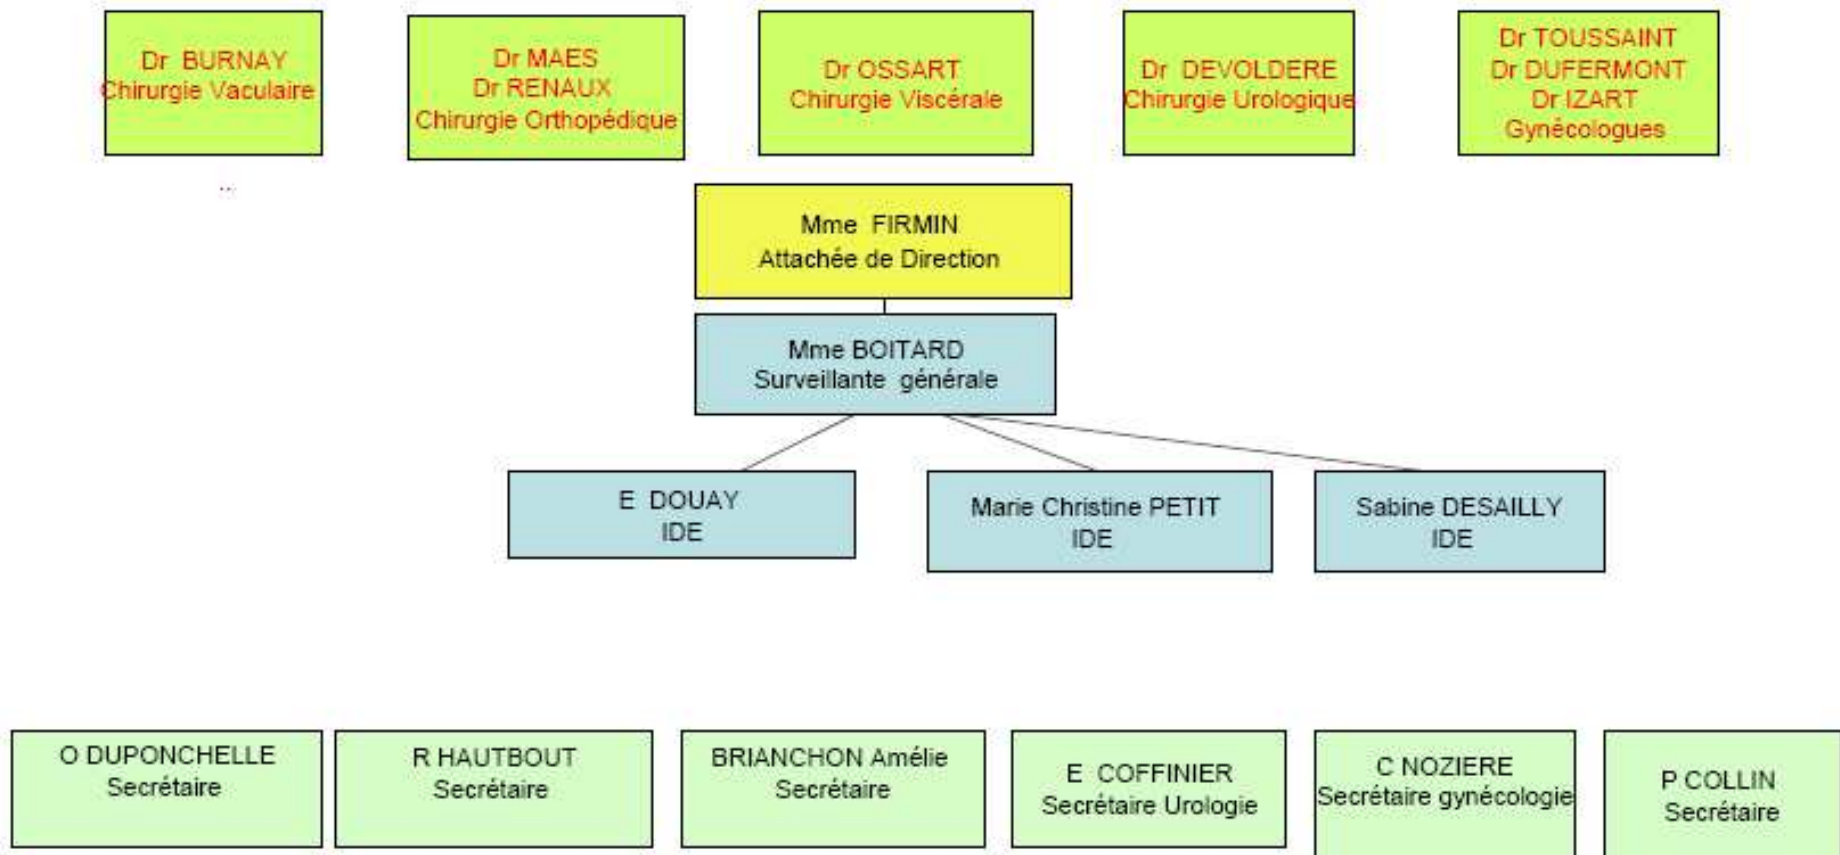 Dr BURNAY
Chirurgie Vaculaire
Dr MAES
Dr RENAUX
Chirurgie Orthopédique
Dr OSSART
Chirurgie Viscérale
Dr DEVOLDERE
Chirurgie Urologique
Dr TOUSSAINT
Dr DUFERMONT
Dr IZART
Gynécologues
...
Mme FIRMIN
Attachée de Direction
Mme BOITARD
Surveillante générale
E DOUAY
IDE
Marie Christine PETIT
IDE
Sabine DESAILLY
IDE
O DUPONCHELLE
Secrétaire
R HAUTBOUT
Secrétaire
BRIANCHON Amélie
Secrétaire
E COFFINIER
Secrétaire Urologie
C NOZIERE
Secrétaire gynécologie
P COLLIN
Secrétaire